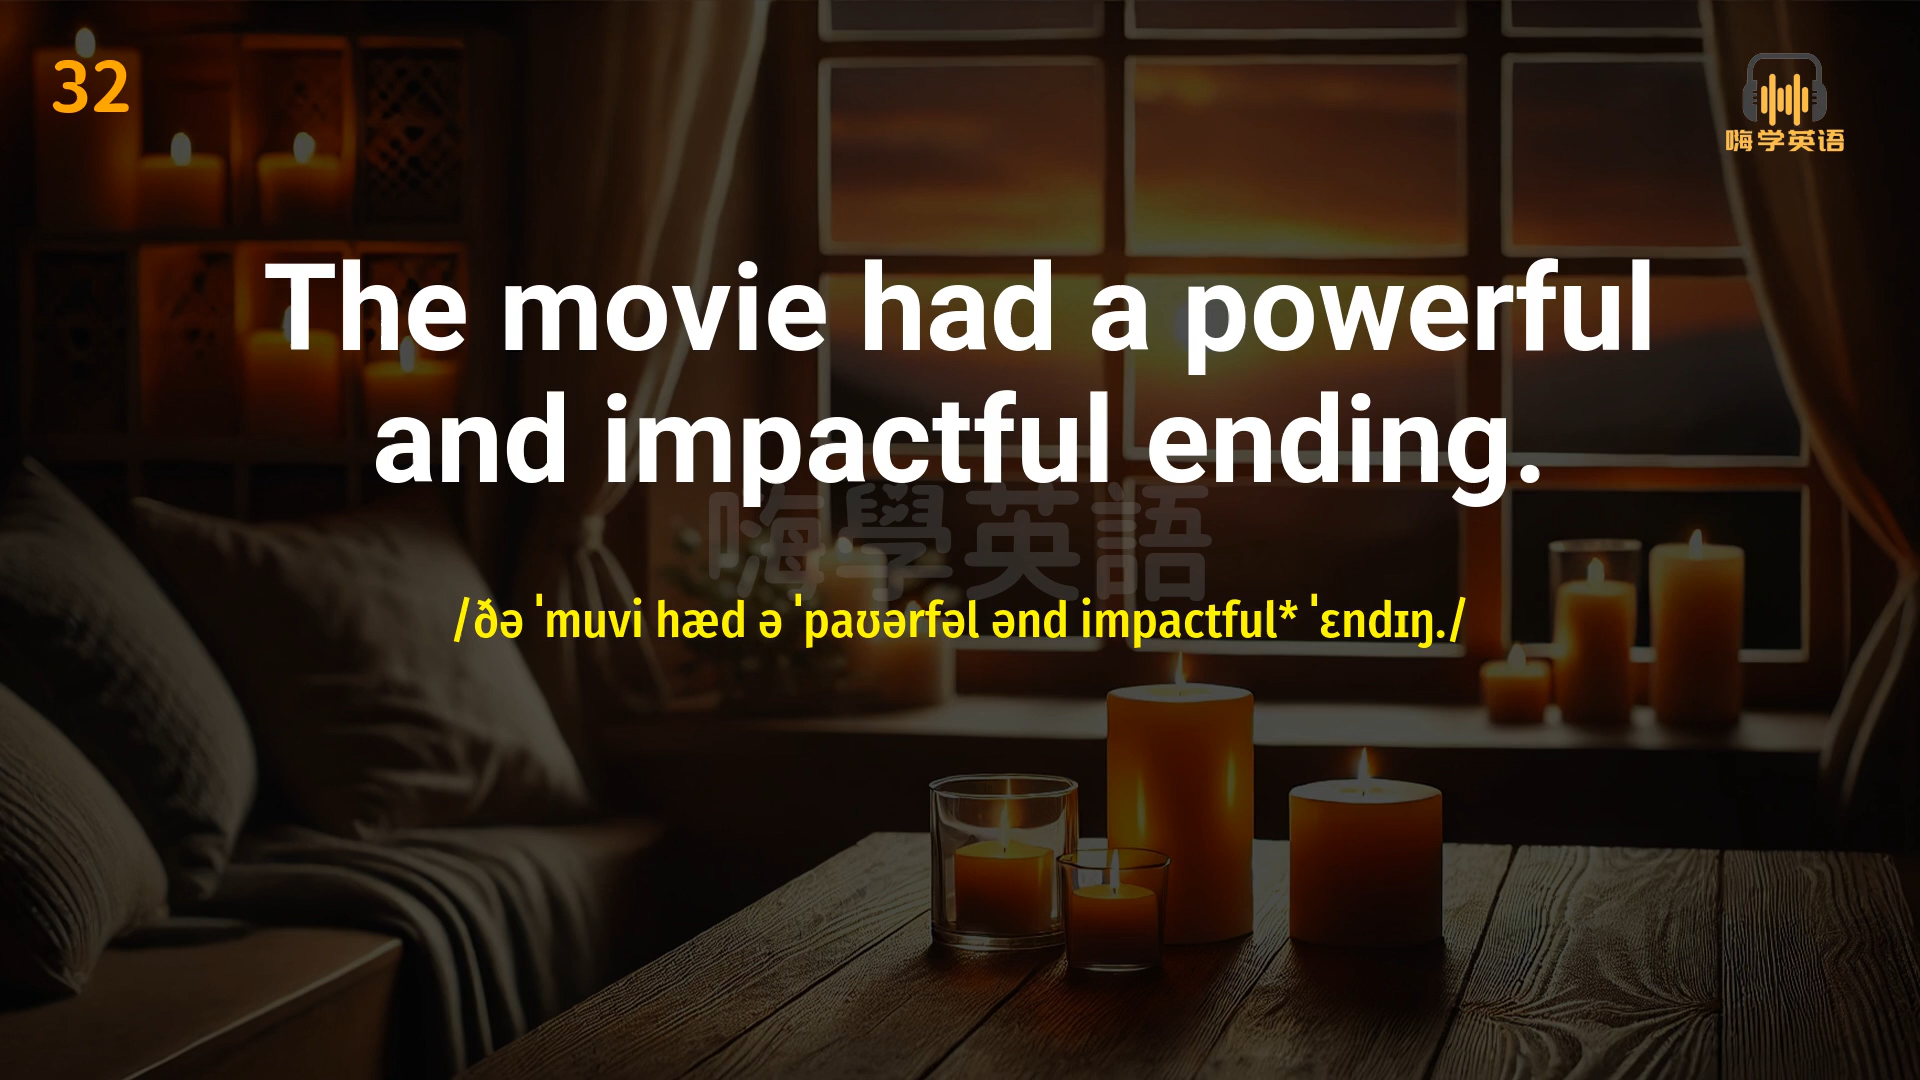 32
嗨学英语
The movie had a powerful
and impactful ending.
嗨學英語
/ðə ˈmuvi hæd ə ˈpaʊərfəl ənd impactful* ˈɛndɪŋ./